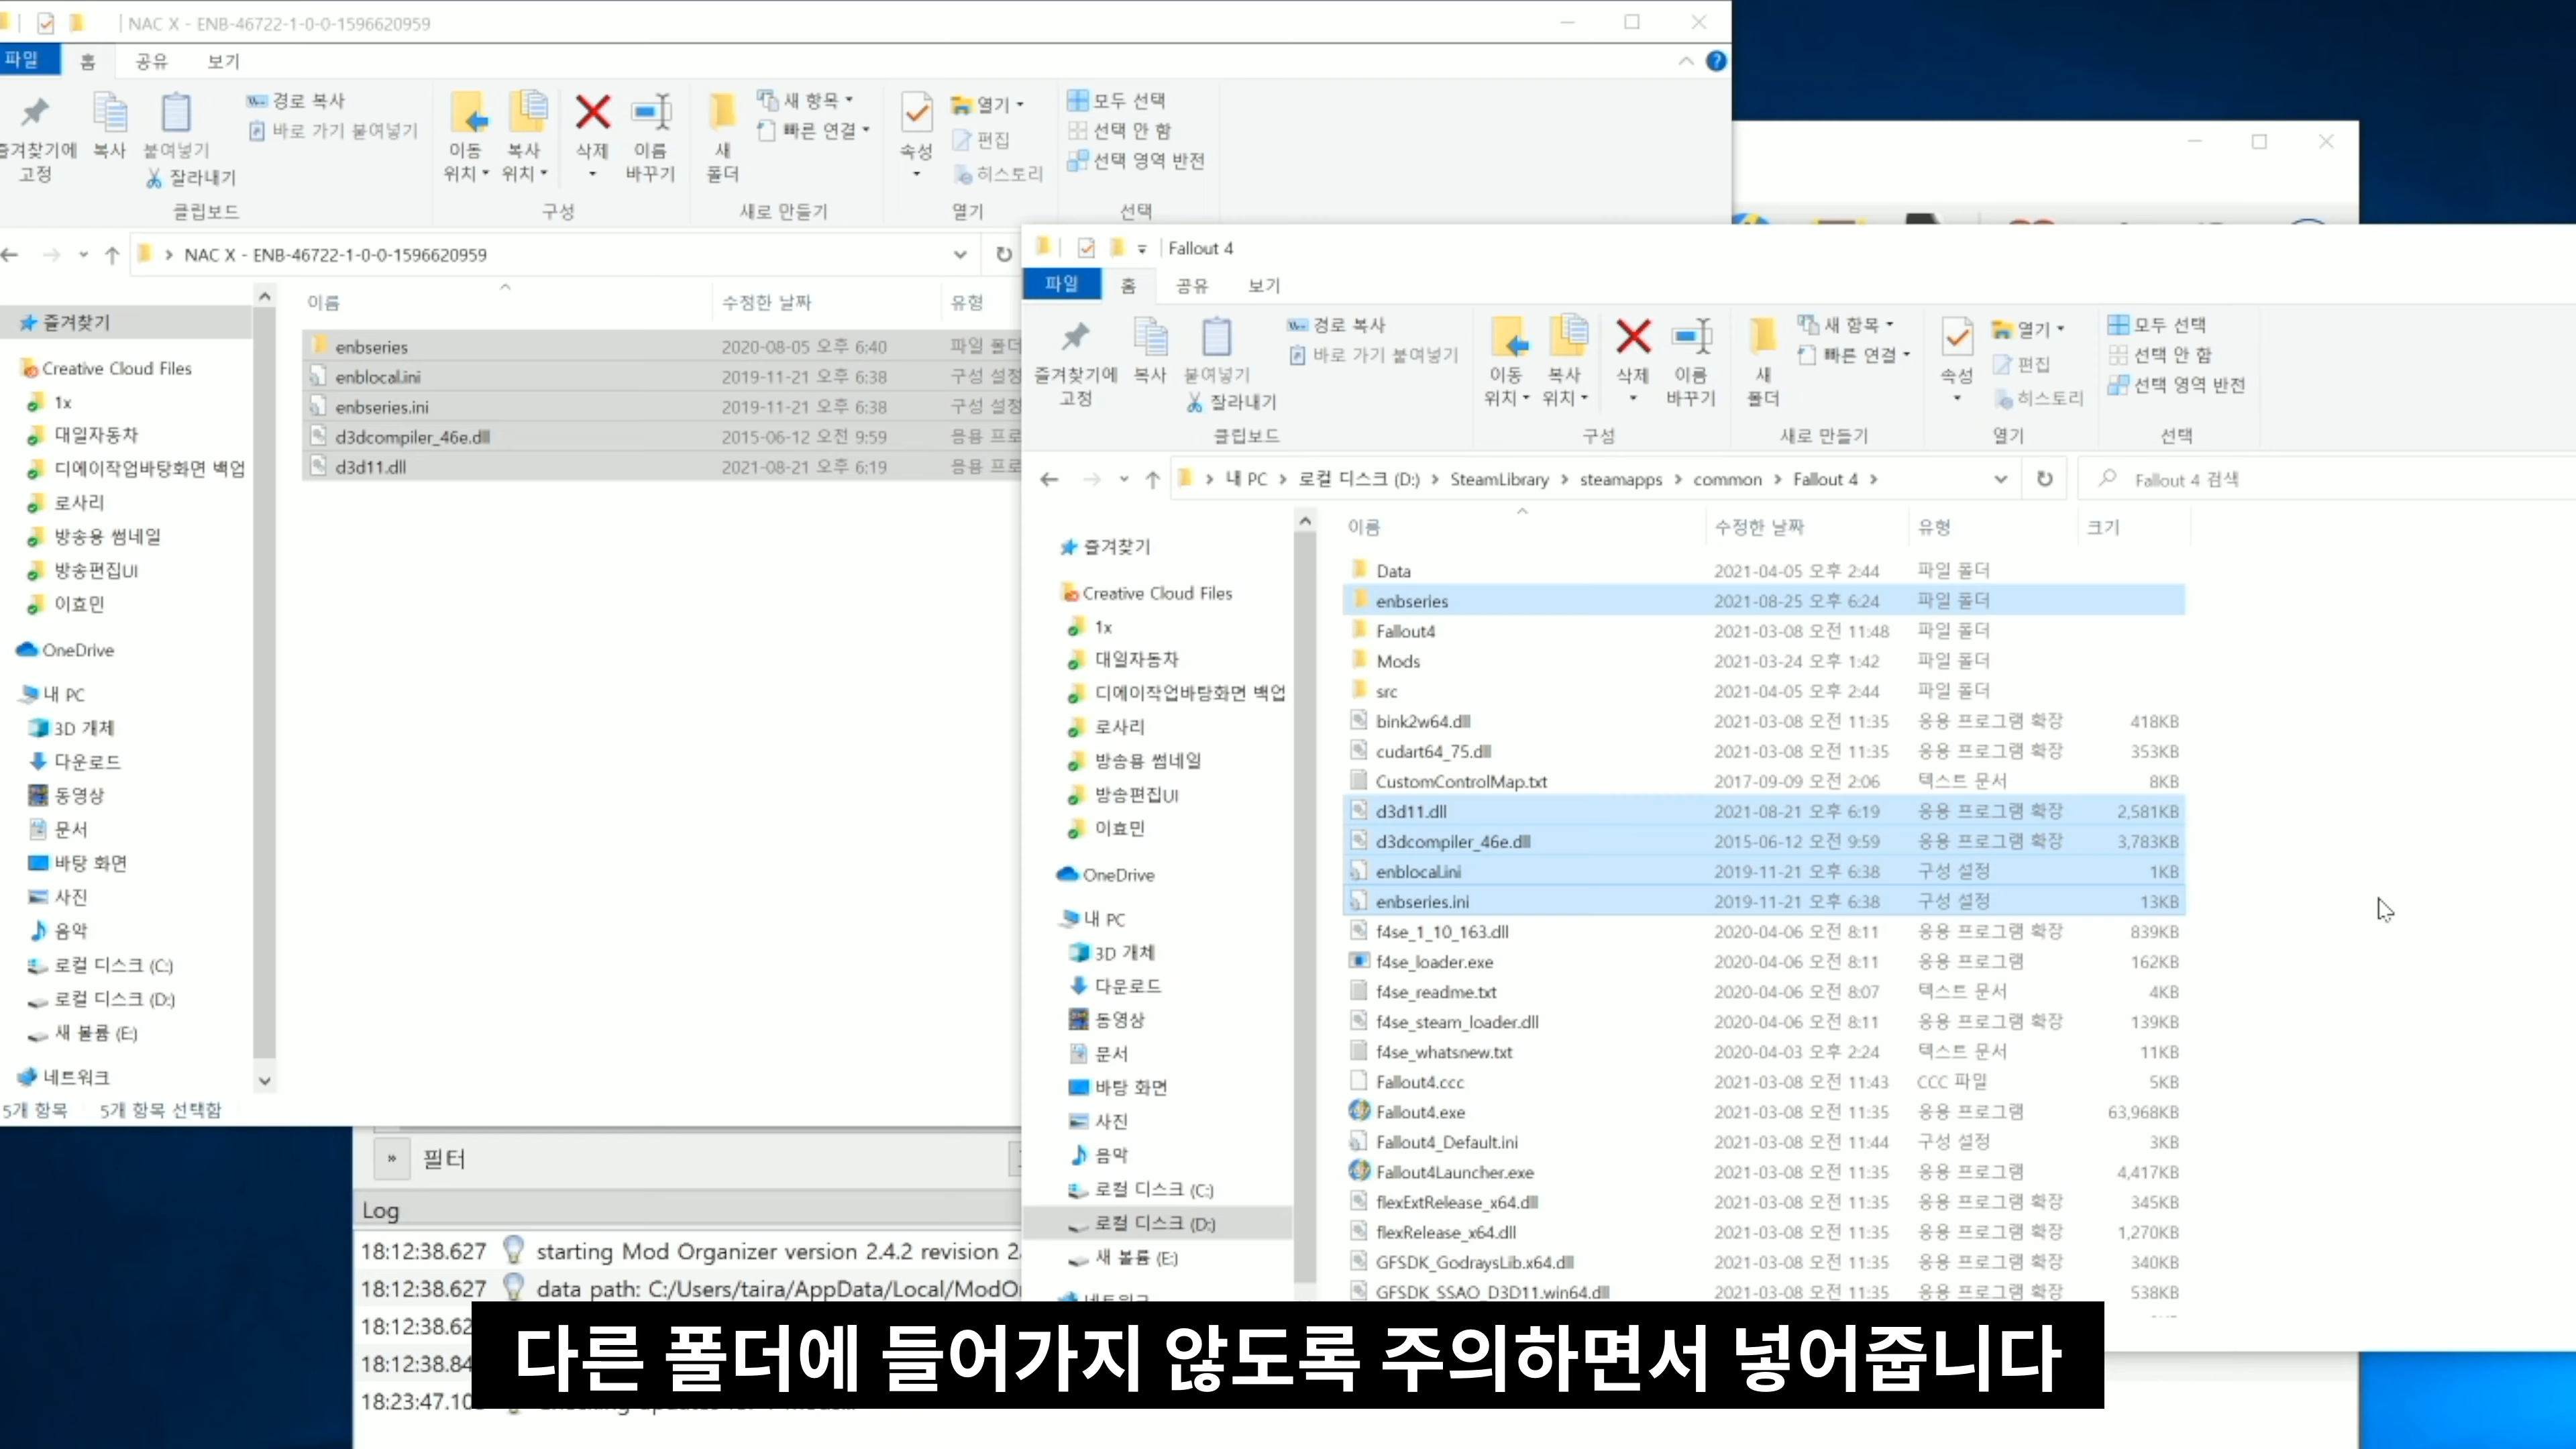 NAC X - ENB-46722-1-0-0-1596620959
파일 홈 공유 보기
즐겨찾기에 고정
복사
붙여넣기
경로 복사
바로 가기 붙여넣기
잘라내기
클립보드
이동 위치
복사 위치
삭제
이름 바꾸기
구성
새 폴더
새 항목
빠른 연결
새로 만들기
속성
열기
편집
히스토리
열기
모두 선택
선택 안 함
선택 영역 반전
선택
NAC X - ENB-46722-1-0-0-1596620959
이름 수정한 날짜 유형
enbseries 2020-08-05 오후 6:40 파일 폴더
enblocal.ini 2019-11-21 오후 6:38 구성 설정
enbseries.ini 2019-11-21 오후 6:38 구성 설정
d3dcompiler_46e.dll 2015-06-12 오전 9:59 응용 프로
d3d11.dll 2021-08-21 오후 6:19 응용 프로
즐겨찾기
Creative Cloud Files
1x
대일자동차
디에이작업바탕화면 백업
로사리
방송용 썸네일
방송편집UI
이효민
OneDrive
내 PC
3D 개체
다운로드
동영상
문서
바탕 화면
사진
음악
로컬 디스크 (C:)
로컬 디스크 (D:)
새 볼륨 (E:)
네트워크
5개 항목 5개 항목 선택함
Fallout 4
파일 홈 공유 보기
즐겨찾기에 고정
복사
붙여넣기
경로 복사
바로 가기 붙여넣기
잘라내기
클립보드
이동 위치
복사 위치
삭제
이름 바꾸기
구성
새 폴더
새 항목
빠른 연결
새로 만들기
속성
열기
편집
히스토리
열기
모두 선택
선택 안 함
선택 영역 반전
선택
내 PC > 로컬 디스크 (D:) > SteamLibrary > steamapps > common > Fallout 4 >
Fallout 4 검색
즐겨찾기
Creative Cloud Files
1x
대일자동차
디에이작업바탕화면 백업
로사리
방송용 썸네일
방송편집UI
이효민
OneDrive
내 PC
3D 개체
다운로드
동영상
문서
바탕 화면
사진
음악
로컬 디스크 (C:)
로컬 디스크 (D:)
새 볼륨 (E:)
네트워크
이름 수정한 날짜 유형 크기
Data 2021-04-05 오후 2:44 파일 폴더
enbseries 2021-08-25 오후 6:24 파일 폴더
Fallout4 2021-03-08 오전 11:48 파일 폴더
Mods 2021-03-24 오후 1:42 파일 폴더
src 2021-04-05 오후 2:44 파일 폴더
bink2w64.dll 2021-03-08 오전 11:35 응용 프로그램 확장 418KB
cudart64_75.dll 2021-03-08 오전 11:35 응용 프로그램 확장 353KB
CustomControlMap.txt 2017-09-09 오전 2:06 텍스트 문서 8KB
d3d11.dll 2021-08-21 오후 6:19 응용 프로그램 확장 2,581KB
d3dcompiler_46e.dll 2015-06-12 오전 9:59 응용 프로그램 확장 3,783KB
enblocal.ini 2019-11-21 오후 6:38 구성 설정 1KB
enbseries.ini 2019-11-21 오후 6:38 구성 설정 13KB
f4se_1_10_163.dll 2020-04-06 오전 8:11 응용 프로그램 확장 839KB
f4se_loader.exe 2020-04-06 오전 8:11 응용 프로그램 162KB
f4se_readme.txt 2020-04-06 오전 8:07 텍스트 문서 4KB
f4se_steam_loader.dll 2020-04-06 오전 8:11 응용 프로그램 확장 139KB
f4se_whatsnew.txt 2020-04-03 오후 2:24 텍스트 문서 11KB
Fallout4.ccc 2021-03-08 오전 11:43 CCC 파일 5KB
Fallout4.exe 2021-03-08 오전 11:35 응용 프로그램 63,968KB
Fallout4_Default.ini 2021-03-08 오전 11:44 구성 설정 3KB
Fallout4Launcher.exe 2021-03-08 오전 11:35 응용 프로그램 4,417KB
flexExtRelease_x64.dll 2021-03-08 오전 11:35 응용 프로그램 확장 345KB
flexRelease_x64.dll 2021-03-08 오전 11:35 응용 프로그램 확장 1,270KB
GFSDK_GodraysLib.x64.dll 2021-03-08 오전 11:35 응용 프로그램 확장 340KB
GFSDK_SSAO_D3D11.win64.dll 2021-03-08 오전 11:35 응용 프로그램 확장 538KB
» 필터
Log
18:12:38.627 starting Mod Organizer version 2.4.2 revision
18:12:38.627 data path: C:/Users/taira/AppData/Local/ModO
18:12:38.62
18:12:38.84
18:23:47.10
다른 폴더에 들어가지 않도록 주의하면서 넣어줍니다